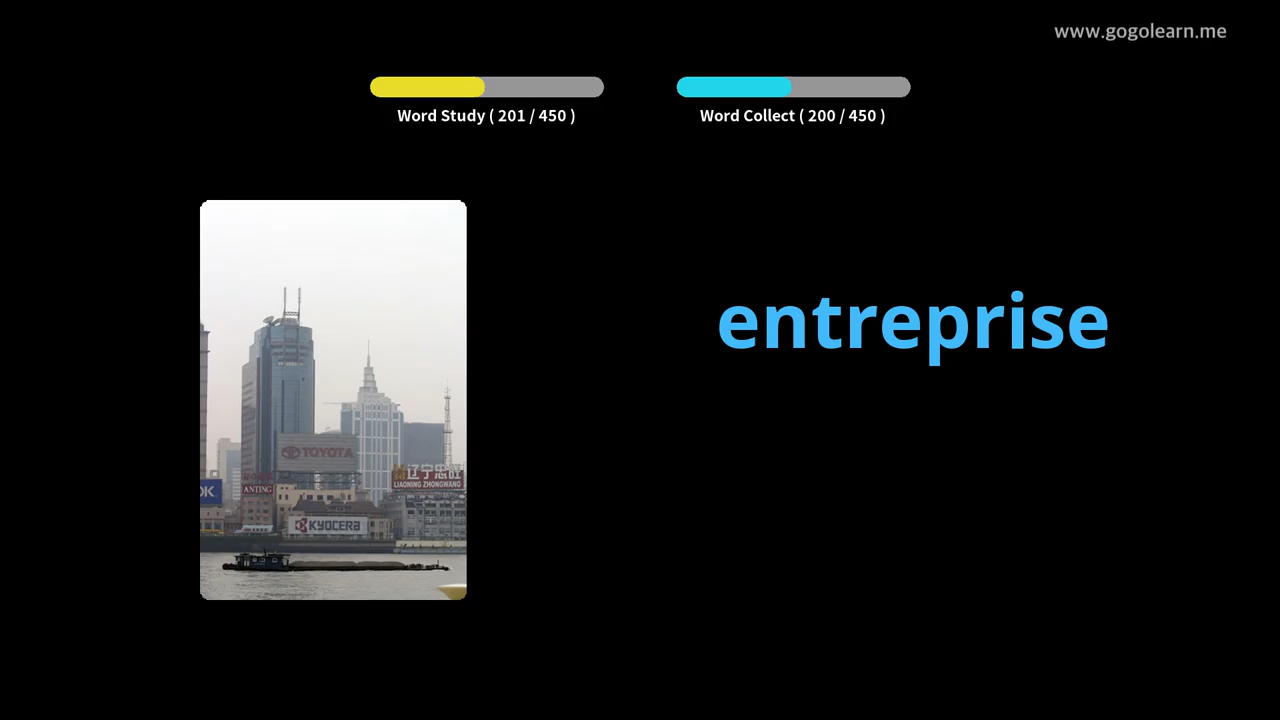 www.gogolearn.me
Word Study ( 201 / 450 )
Word Collect ( 200 / 450 )
entreprise
TOYOTA
辽宁忠旺
LIAONING ZHONGWANG
OK
ANTING
KYOCERA